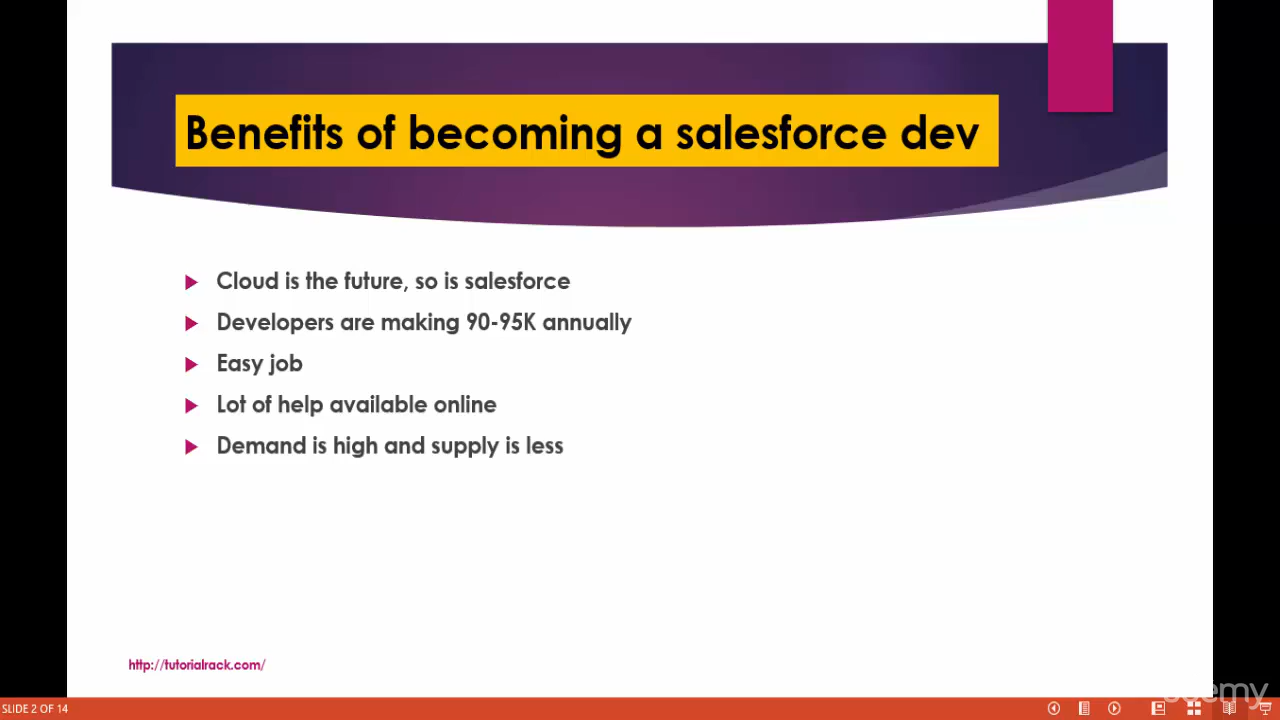 Benefits of becoming a salesforce dev
Cloud is the future, so is salesforce
Developers are making 90-95K annually
Easy job
Lot of help available online
Demand is high and supply is less
http://tutorialrack.com/
SLIDE 2 OF 14
udemy